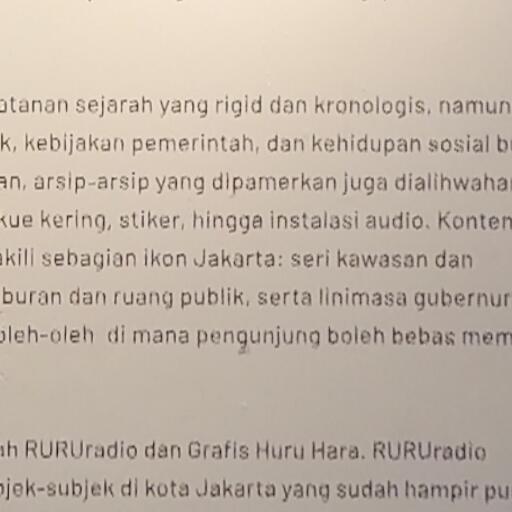 atanan sejarah yang rigid dan kronologis, namun
k, kebijakan pemerintah, dan kehidupan sosial b
an, arsip-arsip yang dipamerkan juga dialihwaha
kue kering, stiker, hingga instalasi audio. Konten
akili sebagian ikon Jakarta: seri kawasan dan
buran dan ruang publik, serta linimasa gubernur
oleh-oleh di mana pengunjung boleh bebas mem
ah RURUradio dan Grafis Huru Hara. RURUradio
bjek-subjek di kota Jakarta yang sudah hampir pu